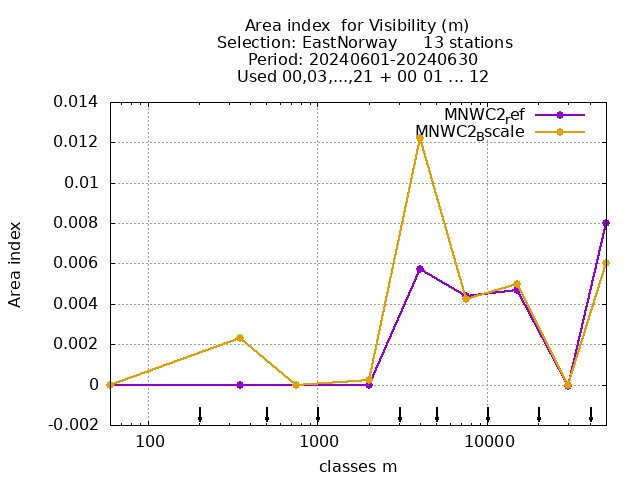 Area index  for Visibility (m)
Selection: EastNorway     13 stations
Period: 20240601-20240630
Used 00,03,...,21 + 00 01 ... 12
MNWC2ref
MNWC2Bscale
0.014
0.012
0.01
0.008
0.006
0.004
0.002
0
-0.002
Area index
100 1000 10000
classes m